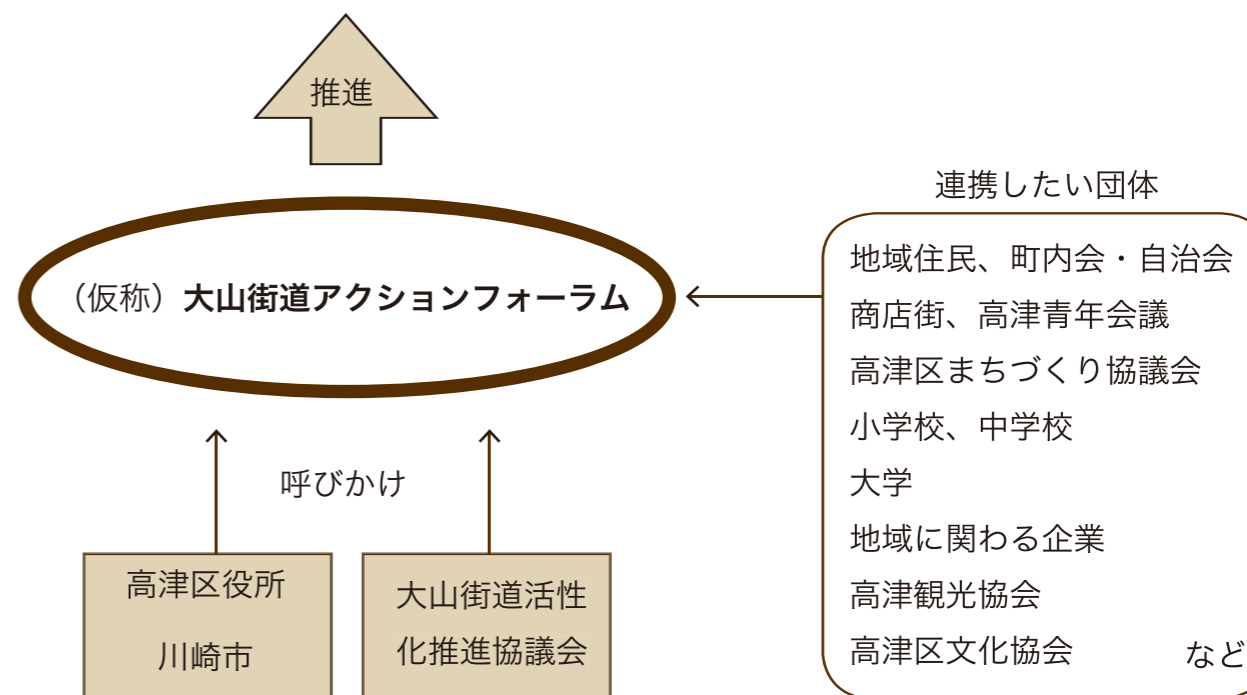 推進
(仮称)大山街道アクションフォーラム
連携したい団体
地域住民、町内会・自治会
商店街、高津青年会議
高津区まちづくり協議会
小学校、中学校
大学
地域に関わる企業
高津観光協会
高津区文化協会 など
呼びかけ
高津区役所
川崎市
大山街道活性
化推進協議会